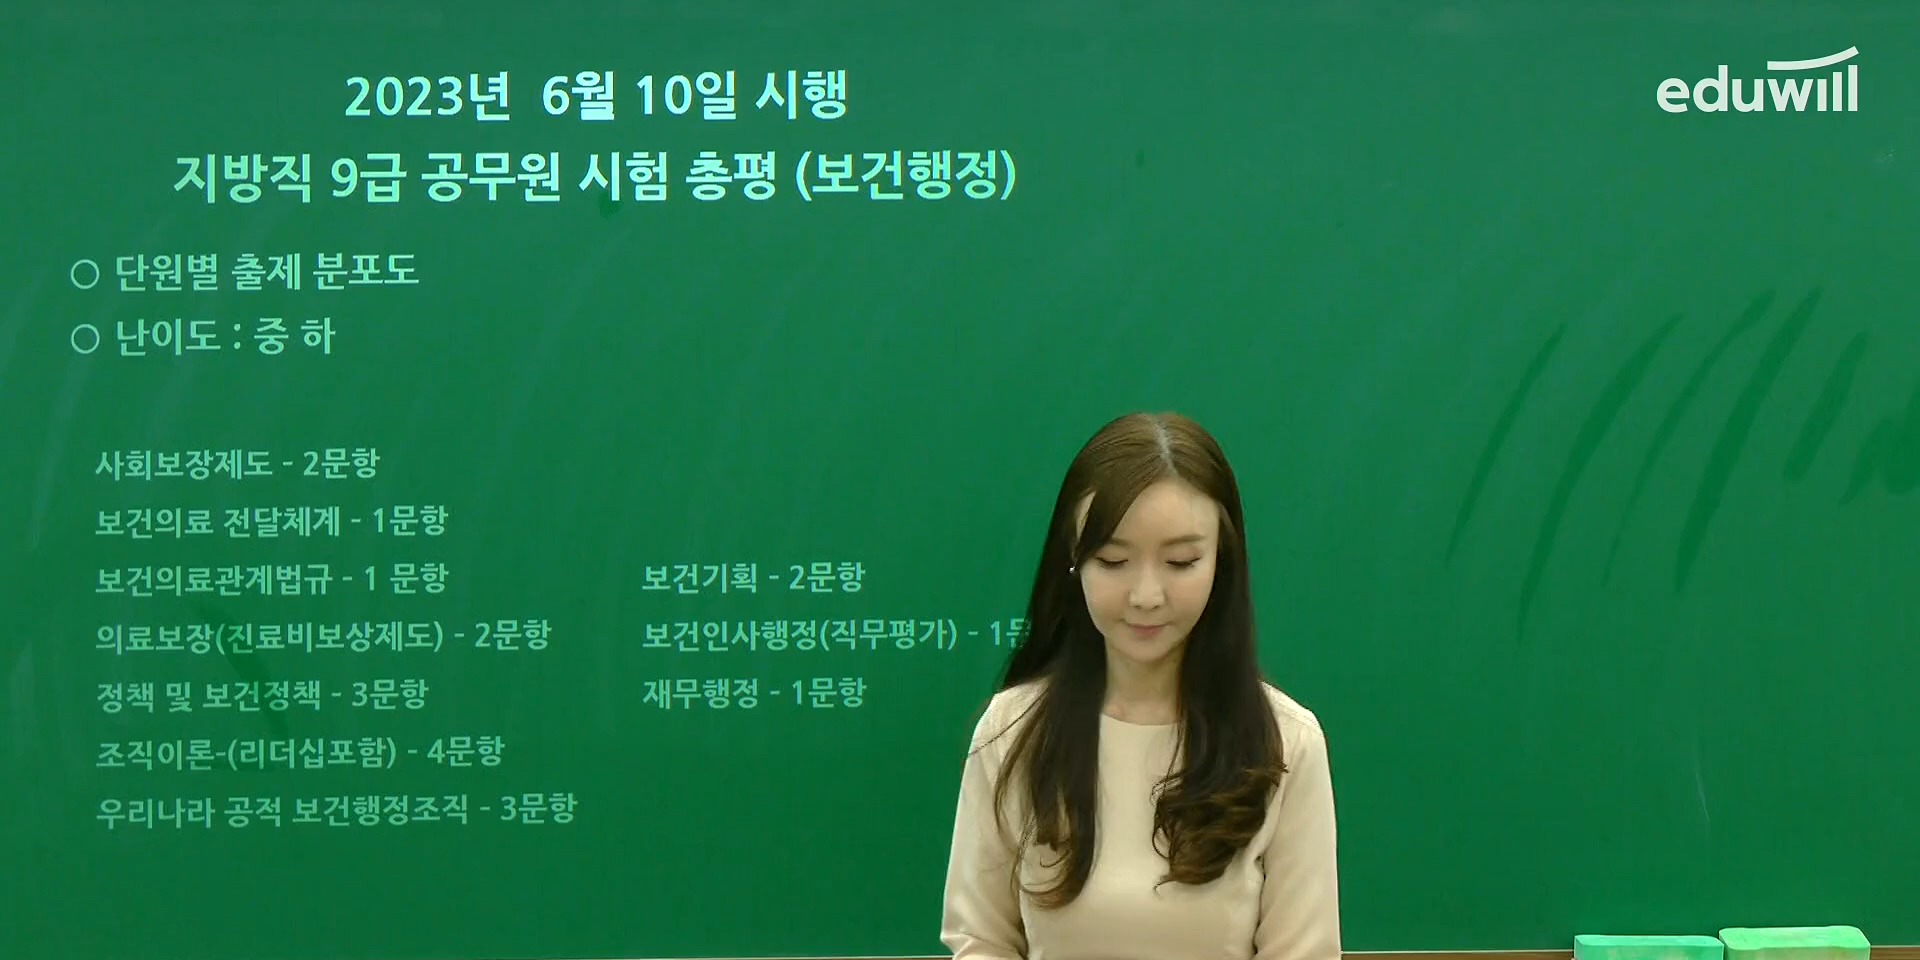 2023년 6월 10일 시행
지방직 9급 공무원 시험 총평 (보건행정)
eduwill
○ 단원별 출제 분포도
○ 난이도 : 중 하
사회보장제도 - 2문항
보건의료 전달체계 - 1문항
보건의료관계법규 - 1 문항
의료보장(진료비보상제도) - 2문항
정책 및 보건정책 - 3문항
조직이론-(리더십포함) - 4문항
우리나라 공적 보건행정조직 - 3문항
보건기획 - 2문항
보건인사행정(직무평가) - 1
재무행정 - 1문항